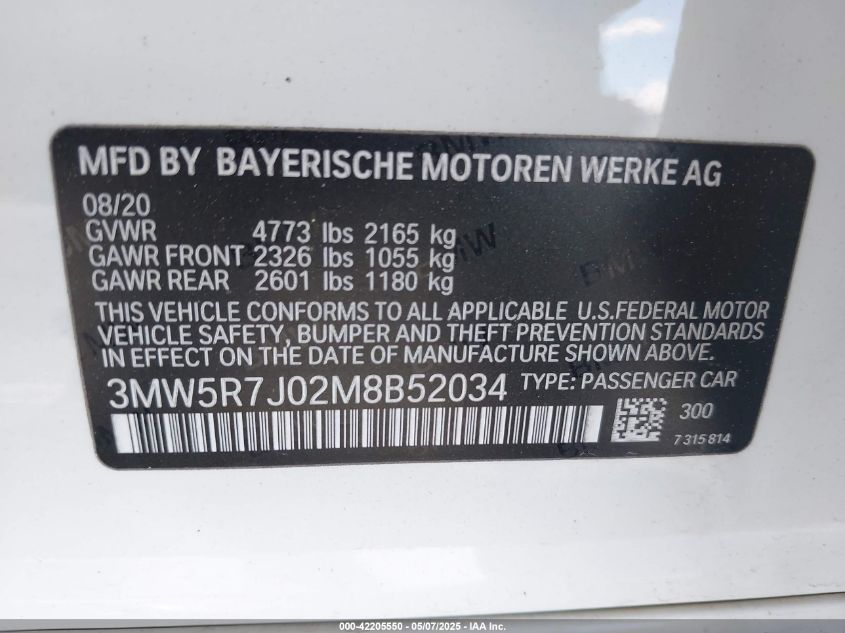 MFD BY BAYERISCHE MOTOREN WERKE AG
08/20
GVWR 4773 lbs 2165 kg
GAWR FRONT 2326 lbs 1055 kg
GAWR REAR 2601 lbs 1180 kg
THIS VEHICLE CONFORMS TO ALL APPLICABLE U.S.FEDERAL MOTOR
VEHICLE SAFETY, BUMPER AND THEFT PREVENTION STANDARDS
IN EFFECT ON THE DATE OF MANUFACTURE SHOWN ABOVE.
3MW5R7J02M8B52034 TYPE: PASSENGER CAR
300
7315814
000-42205550 - 05/07/2025 - IAA Inc.